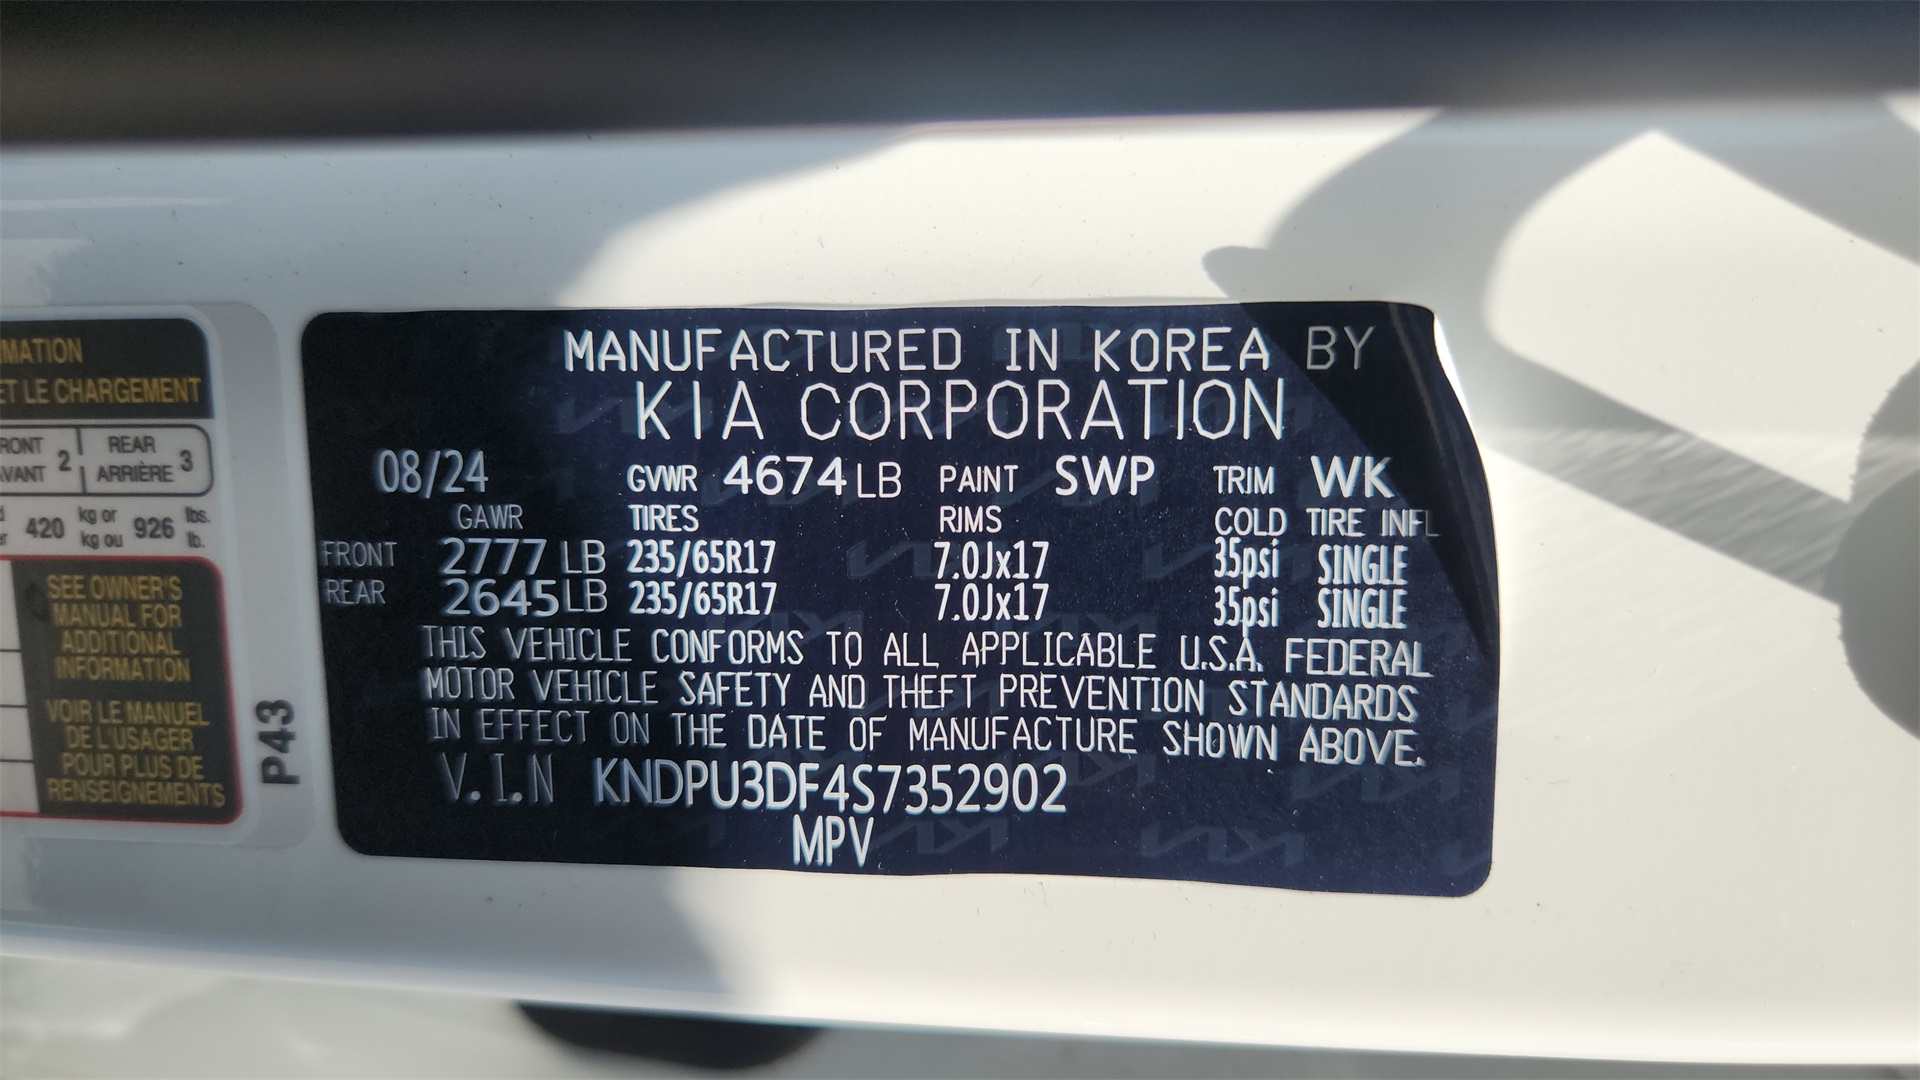 MATION
ET LE CHARGEMENT
RONT 2 REAR 3
AVANT ARRIÈRE
420 kg or 926 lbs.
kg ou lb.
SEE OWNER'S
MANUAL FOR
ADDITIONAL
INFORMATION
VOIR LE MANUEL
DE L'USAGER
POUR PLUS DE
RENSEIGNEMENTS
P43
MANUFACTURED IN KOREA BY
KIA CORPORATION
08/24 GVWR 4674 LB PAINT SWP TRIM WK
GAWR TIRES RIMS COLD TIRE INFL
FRONT 2777 LB 235/65R17 7.0Jx17 35psi SINGLE
REAR 2645 LB 235/65R17 7.0Jx17 35psi SINGLE
THIS VEHICLE CONFORMS TO ALL APPLICABLE U.S.A. FEDERAL
MOTOR VEHICLE SAFETY AND THEFT PREVENTION STANDARDS
IN EFFECT ON THE DATE OF MANUFACTURE SHOWN ABOVE.
V.I.N KNDPU3DF4S7352902
MPV